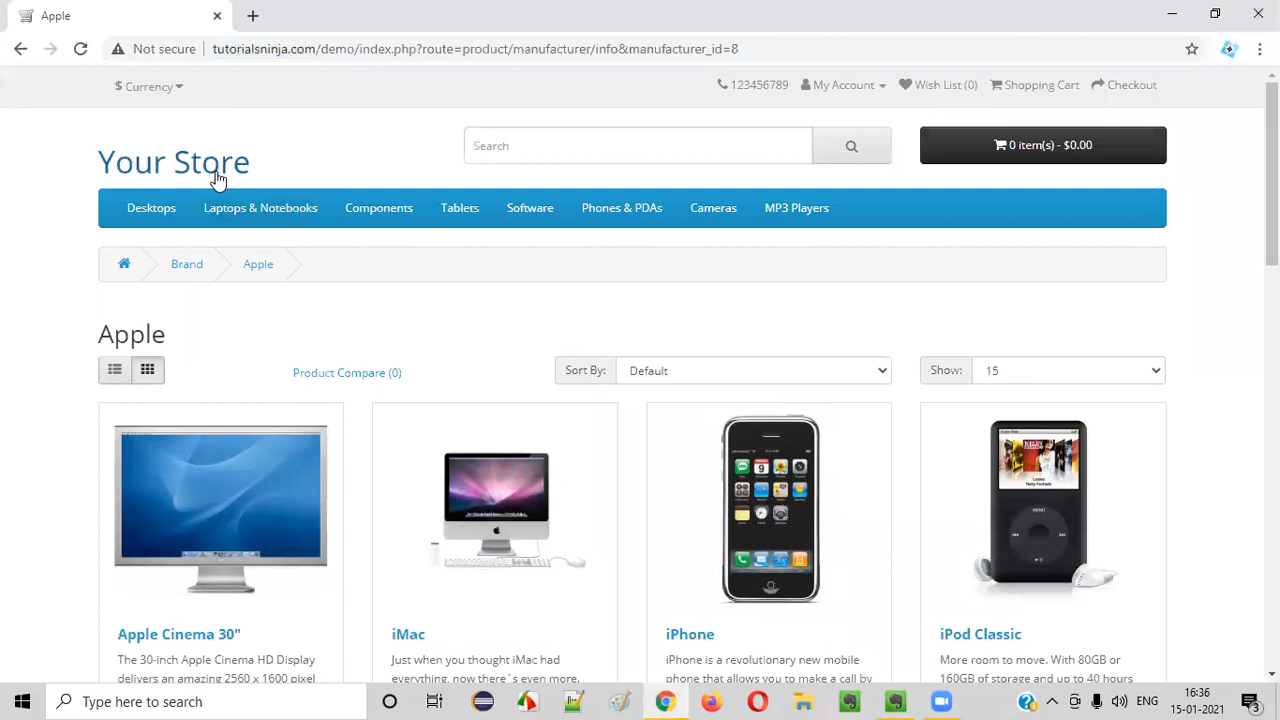 Apple
Not secure tutorialsninja.com/demo/index.php?route=product/manufacturer/info&manufacturer_id=8
$ Currency 123456789 My Account Wish List (0) Shopping Cart Checkout
Your Store
Search
0 item(s) - $0.00
Desktops Laptops & Notebooks Components Tablets Software Phones & PDAs Cameras MP3 Players
Brand Apple
Apple
Product Compare (0) Sort By: Default Show: 15
Apple Cinema 30" iMac iPhone iPod Classic
The 30-inch Apple Cinema HD Display Just when you thought iMac had iPhone is a revolutionary new mobile More room to move. With 80GB or
delivers an amazing 2560 x 1600 pixel everything, now there´s even more. phone that allows you to make a call by 160GB of storage and up to 40 hours
Type here to search
ENG
16:36
15-01-2021
3